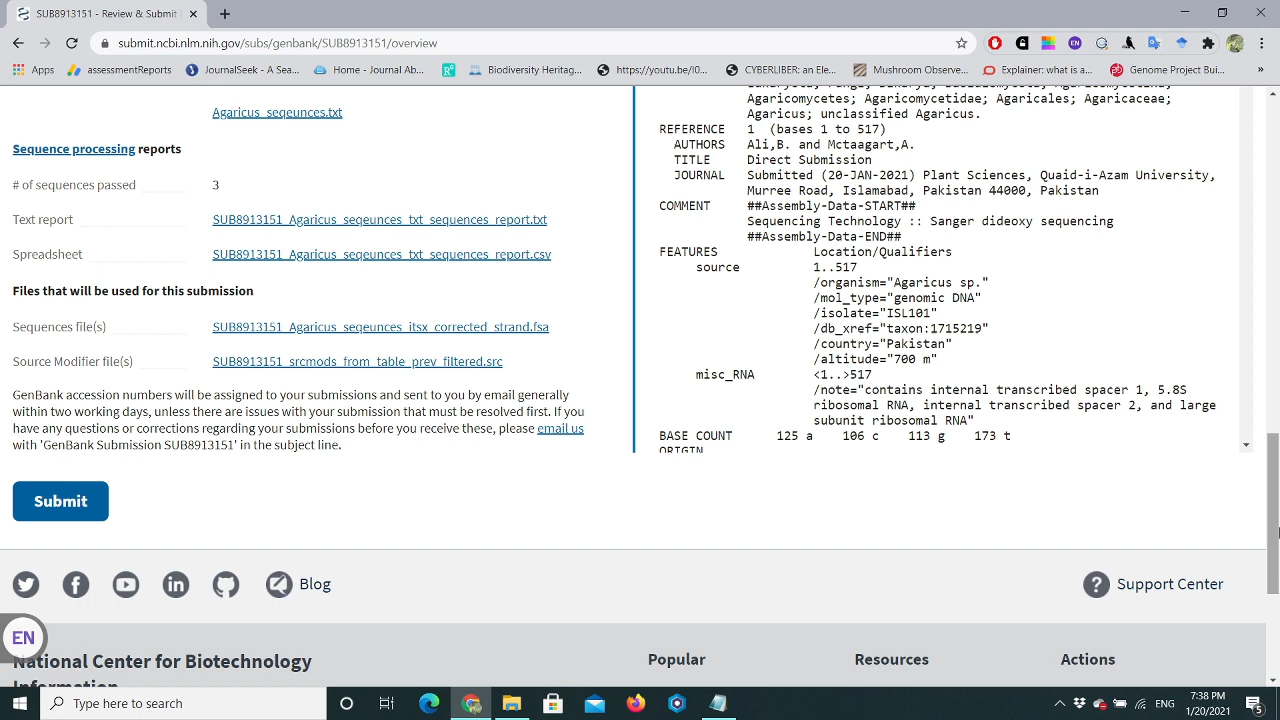 SUB8913151 - Review & Submit
submit.ncbi.nlm.nih.gov/subs/genbank/SUB8913151/overview
Apps
assessmentReports
JournalSeek - A Sea...
Home - Journal Ab...
Biodiversity Heritag...
https://youtu.be/l0...
CYBERLIBER: an Ele...
Mushroom Observe...
Explainer: what is a...
Genome Project Bui...
»
Agaricus_seqeunces.txt
Sequence processing reports
# of sequences passed 3
Text report SUB8913151_Agaricus_seqeunces_txt_sequences_report.txt
Spreadsheet SUB8913151_Agaricus_seqeunces_txt_sequences_report.csv
Files that will be used for this submission
Sequences file(s) SUB8913151_Agaricus_seqeunces_itsx_corrected_strand.fsa
Source Modifier file(s) SUB8913151_srcmods_from_table_prev_filtered.src
GenBank accession numbers will be assigned to your submissions and sent to you by email generally
within two working days, unless there are issues with your submission that must be resolved first. If you
have any questions or corrections regarding your submissions before you receive these, please email us
with 'GenBank Submission SUB8913151' in the subject line.
Submit
Agaricomycetes; Agaricomycetidae; Agaricales; Agaricaceae;
Agaricus; unclassified Agaricus.
REFERENCE 1 (bases 1 to 517)
AUTHORS Ali,B. and Mctaagart,A.
TITLE Direct Submission
JOURNAL Submitted (20-JAN-2021) Plant Sciences, Quaid-i-Azam University,
Murree Road, Islamabad, Pakistan 44000, Pakistan
COMMENT ##Assembly-Data-START##
Sequencing Technology :: Sanger dideoxy sequencing
##Assembly-Data-END##
FEATURES Location/Qualifiers
source 1..517
/organism="Agaricus sp."
/mol_type="genomic DNA"
/isolate="ISL101"
/db_xref="taxon:1715219"
/country="Pakistan"
/altitude="700 m"
misc_RNA <1..>517
/note="contains internal transcribed spacer 1, 5.8S
ribosomal RNA, internal transcribed spacer 2, and large
subunit ribosomal RNA"
BASE COUNT 125 a 106 c 113 g 173 t
ORIGIN
Blog
Support Center
EN
National Center for Biotechnology
Information
Popular
Resources
Actions
Type here to search
7:38 PM
1/20/2021
5